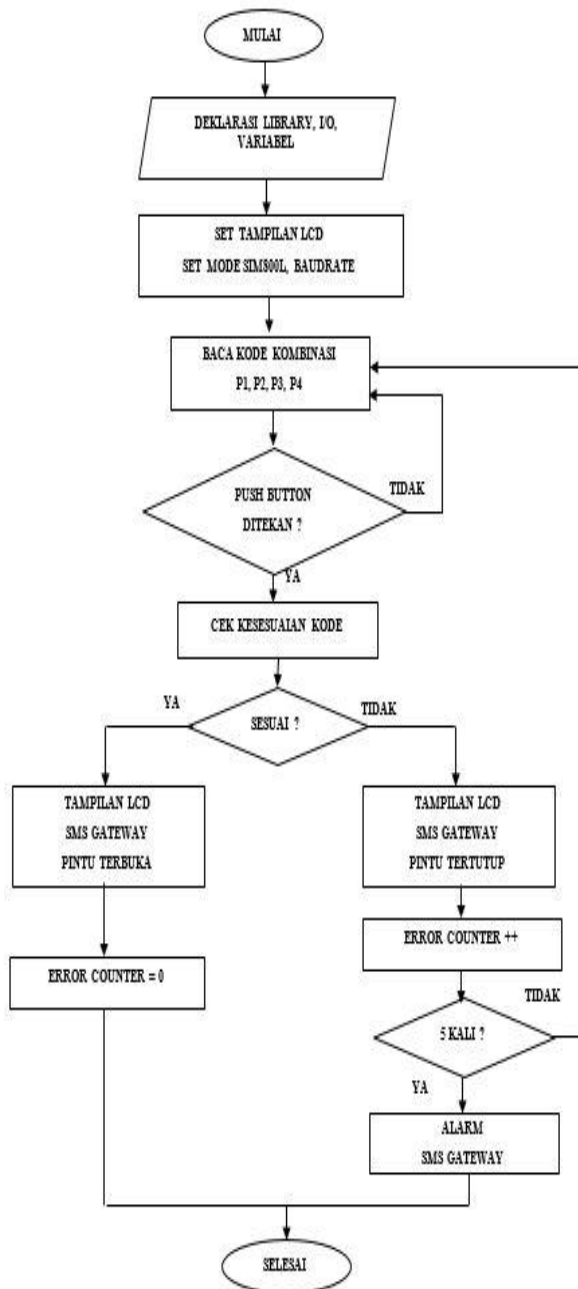 MULAI
DEKLARASI LIBRARY, I/O,
VARIABEL
SET TAMPILAN LCD
SET MODE SIM800L, BAUDRATE
BACA KODE KOMBINASI
P1, P2, P3, P4
PUSH BUTTON
DITEKAN ?
TIDAK
YA
CEK KESESUAIAN KODE
SESUAI ?
YA
TIDAK
TAMPILAN LCD
SMS GATEWAY
PINTU TERBUKA
ERROR COUNTER = 0
TAMPILAN LCD
SMS GATEWAY
PINTU TERTUTUP
ERROR COUNTER ++
5 KALI ?
TIDAK
YA
ALARM
SMS GATEWAY
SELESAI